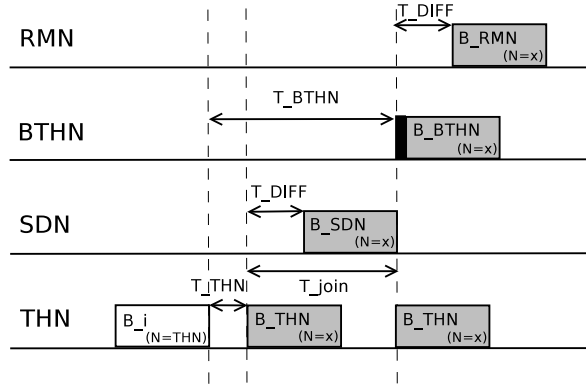 T_DIFF
RMN
B_RMN
(N=x)
T_BTHN
BTHN
B_BTHN
(N=x)
T_DIFF
SDN
B_SDN
(N=x)
T_THN
T_join
THN
B_i
(N=THN)
B_THN
(N=x)
B_THN
(N=x)